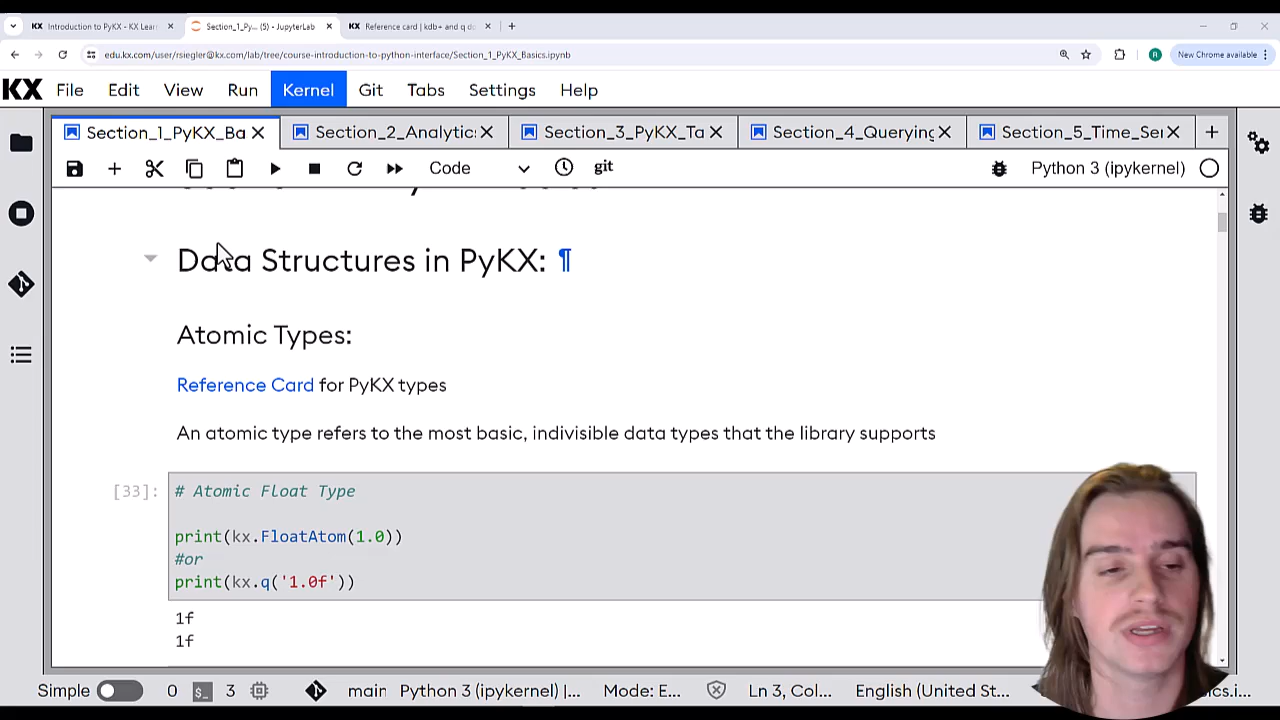 Introduction to PyKX - KX Lear
Section_1_Py... (5) - JupyterLab
Reference card | kdb+ and q do
edu.kx.com/user/rsiegler@kx.com/lab/tree/course-introduction-to-python-interface/Section_1_PyKX_Basics.ipynb
New Chrome available
KX File Edit View Run Kernel Git Tabs Settings Help
Section_1_PyKX_Ba Section_2_Analytics Section_3_PyKX_Ta Section_4_Querying Section_5_Time_Se
Code git Python 3 (ipykernel)
Data Structures in PyKX: ¶
Atomic Types:
Reference Card for PyKX types
An atomic type refers to the most basic, indivisible data types that the library supports
[33]: # Atomic Float Type
print(kx.FloatAtom(1.0))
#or
print(kx.q('1.0f'))
1f
1f
Simple 0 $_ 3 main Python 3 (ipykernel) |... Mode: E... Ln 3, Col... English (United St... ics.i...